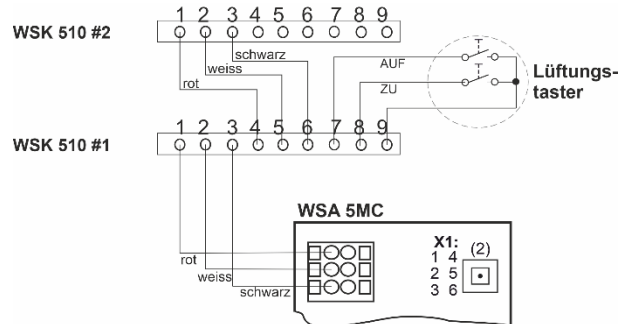 1 2 3 4 5 6 7 8 9
WSK 510 #2
schwarz
weiss
rot
AUF
ZU
Lüftungs-
taster
1 2 3 4 5 6 7 8 9
WSK 510 #1
WSA 5MC
rot
weiss
schwarz
X1: (2)
1 4
2 5
3 6